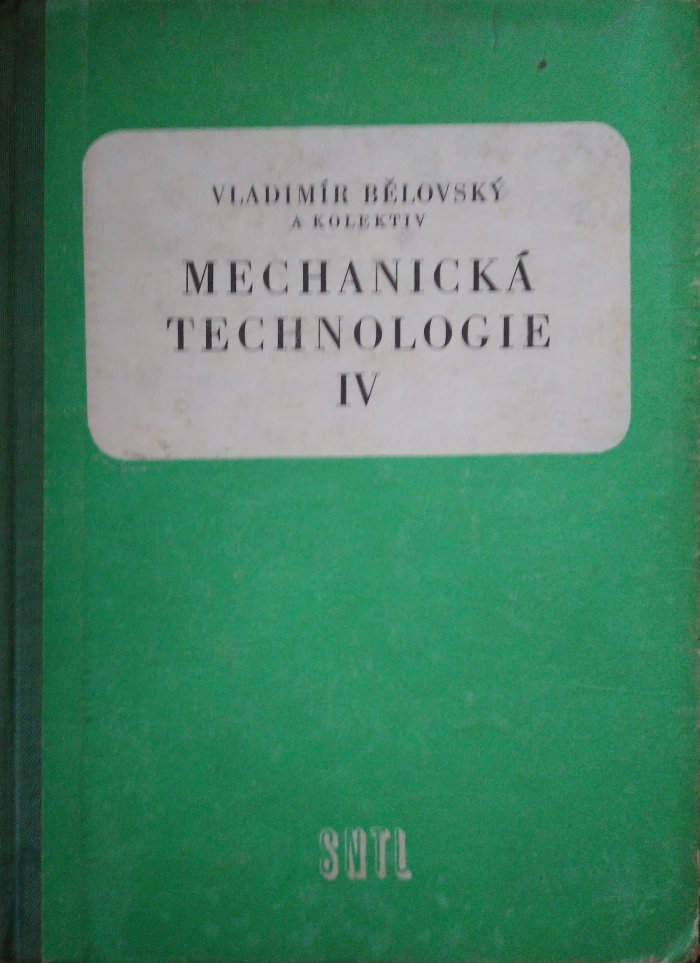 VLADIMÍR BĚLOVSKÝ
A KOLEKTIV
MECHANICKÁ
TECHNOLOGIE
IV
SNTL